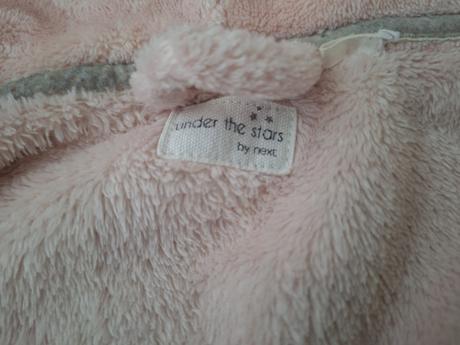 under the stars
by next